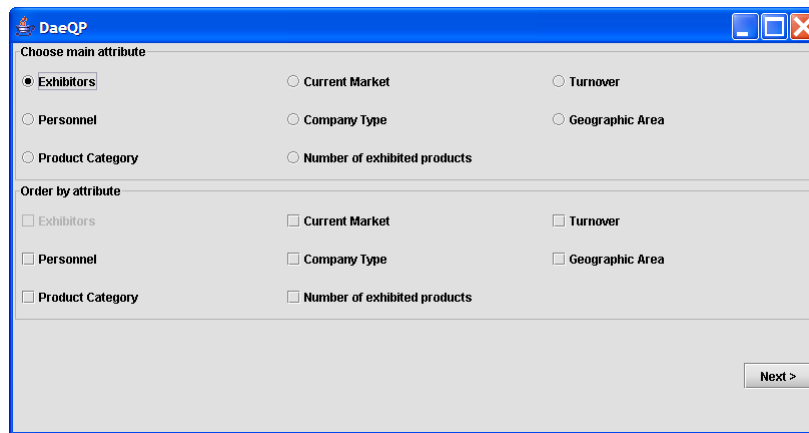 DaeQP
Choose main attribute
Exhibitors Current Market Turnover
Personnel Company Type Geographic Area
Product Category Number of exhibited products
Order by attribute
Exhibitors Current Market Turnover
Personnel Company Type Geographic Area
Product Category Number of exhibited products
Next >